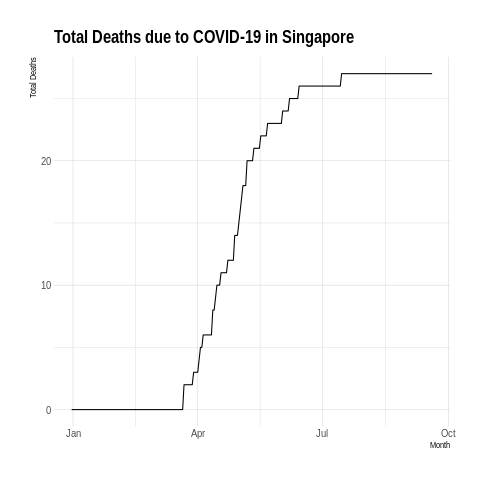 Total Deaths due to COVID-19 in Singapore
Total Deaths
20
10
0
Jan Apr Jul Oct
Month